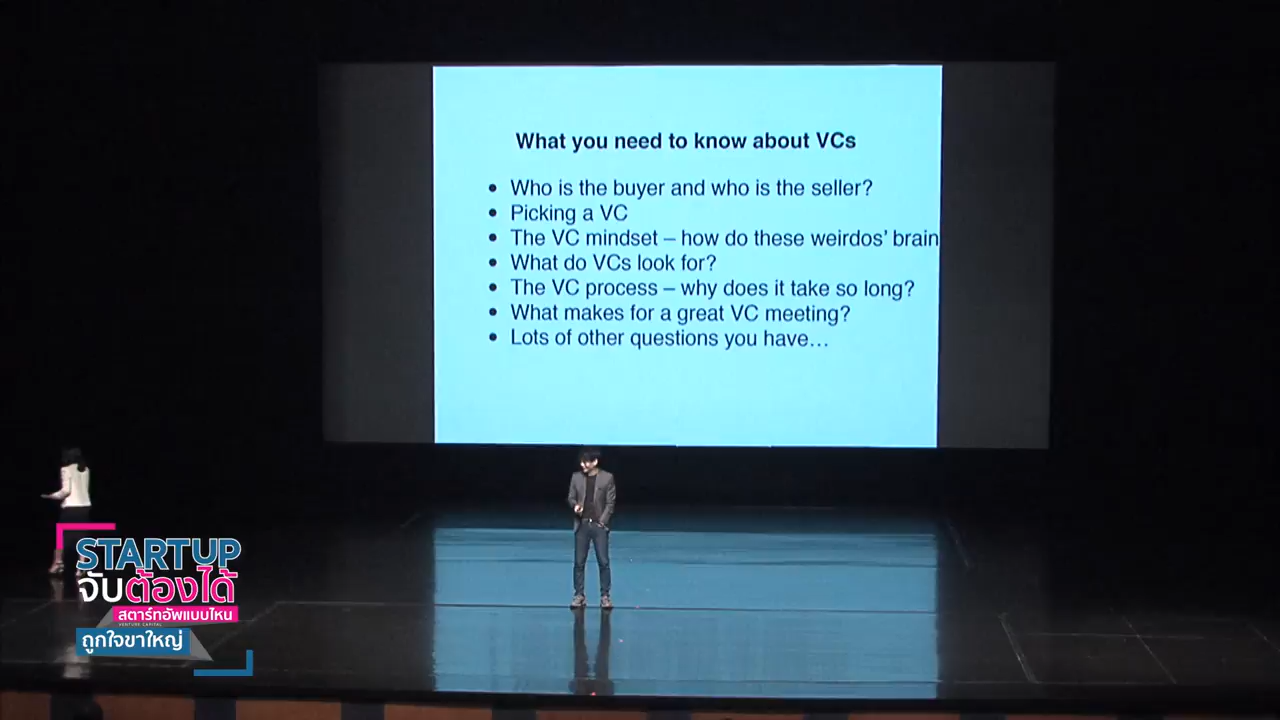 What you need to know about VCs
• Who is the buyer and who is the seller?
• Picking a VC
• The VC mindset – how do these weirdos’ brain
• What do VCs look for?
• The VC process – why does it take so long?
• What makes for a great VC meeting?
• Lots of other questions you have…
STARTUP
จับต้องได้
สตาร์ทอัพแบบไหน
VENTURE CAPITAL
ถูกใจขาใหญ่